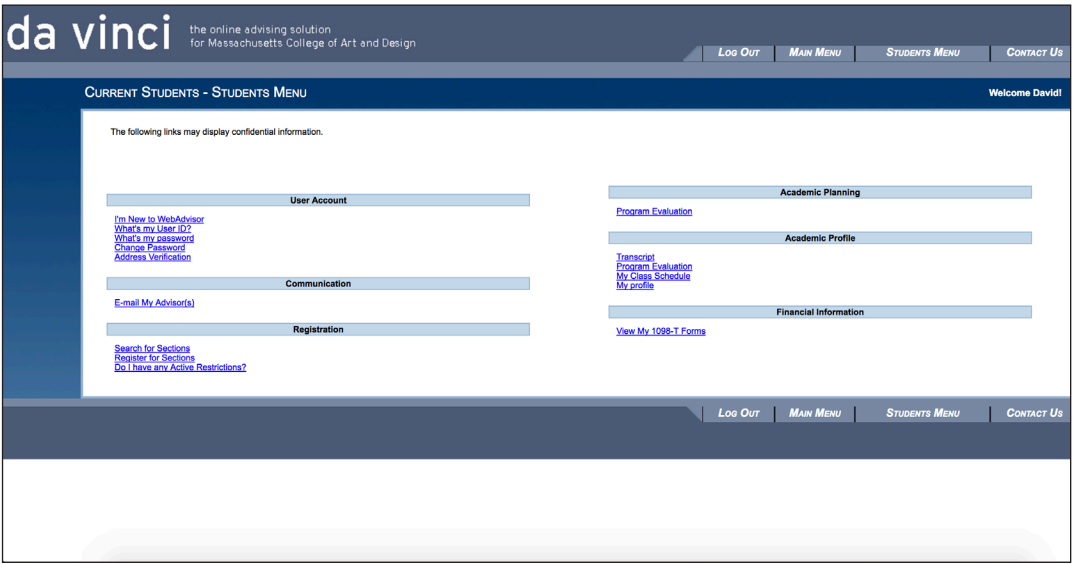 da vinci
the online advising solution
for Massachusetts College of Art and Design
Log Out Main Menu Students Menu Contact Us
Current Students - Students Menu
Welcome David!
The following links may display confidential information.
User Account
I'm New to WebAdvisor
What's my User ID?
What's my password
Change Password
Address Verification
Communication
E-mail My Advisor(s)
Registration
Search for Sections
Register for Sections
Do I have any Active Restrictions?
Academic Planning
Program Evaluation
Academic Profile
Transcript
Program Evaluation
My Class Schedule
My profile
Financial Information
View My 1098-T Forms
Log Out Main Menu Students Menu Contact Us